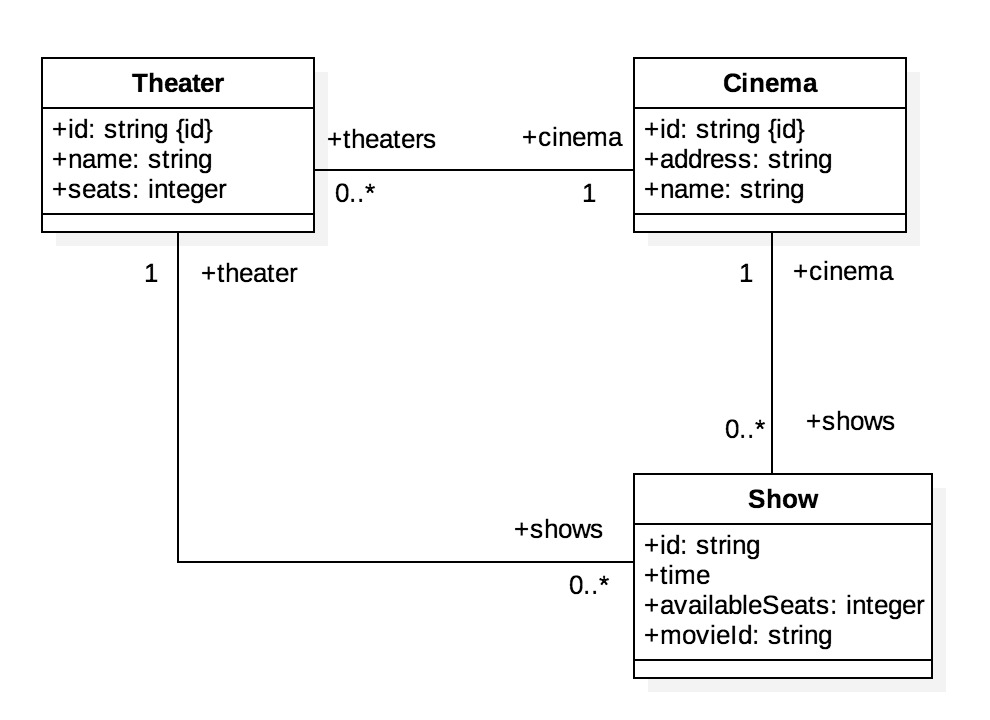 Theater
+id: string {id}
+name: string
+seats: integer
+theaters
0..*
+cinema
1
Cinema
+id: string {id}
+address: string
+name: string
1
+theater
1
+cinema
0..*
+shows
+shows
0..*
Show
+id: string
+time
+availableSeats: integer
+movieId: string